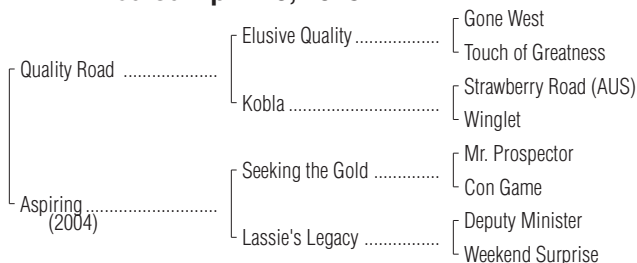 Elusive Quality ................. Gone West
Touch of Greatness
Quality Road ...................
Kobla ............................... Strawberry Road (AUS)
Winglet
Seeking the Gold ............. Mr. Prospector
Con Game
Aspiring...........................
(2004)
Lassie's Legacy ............... Deputy Minister
Weekend Surprise